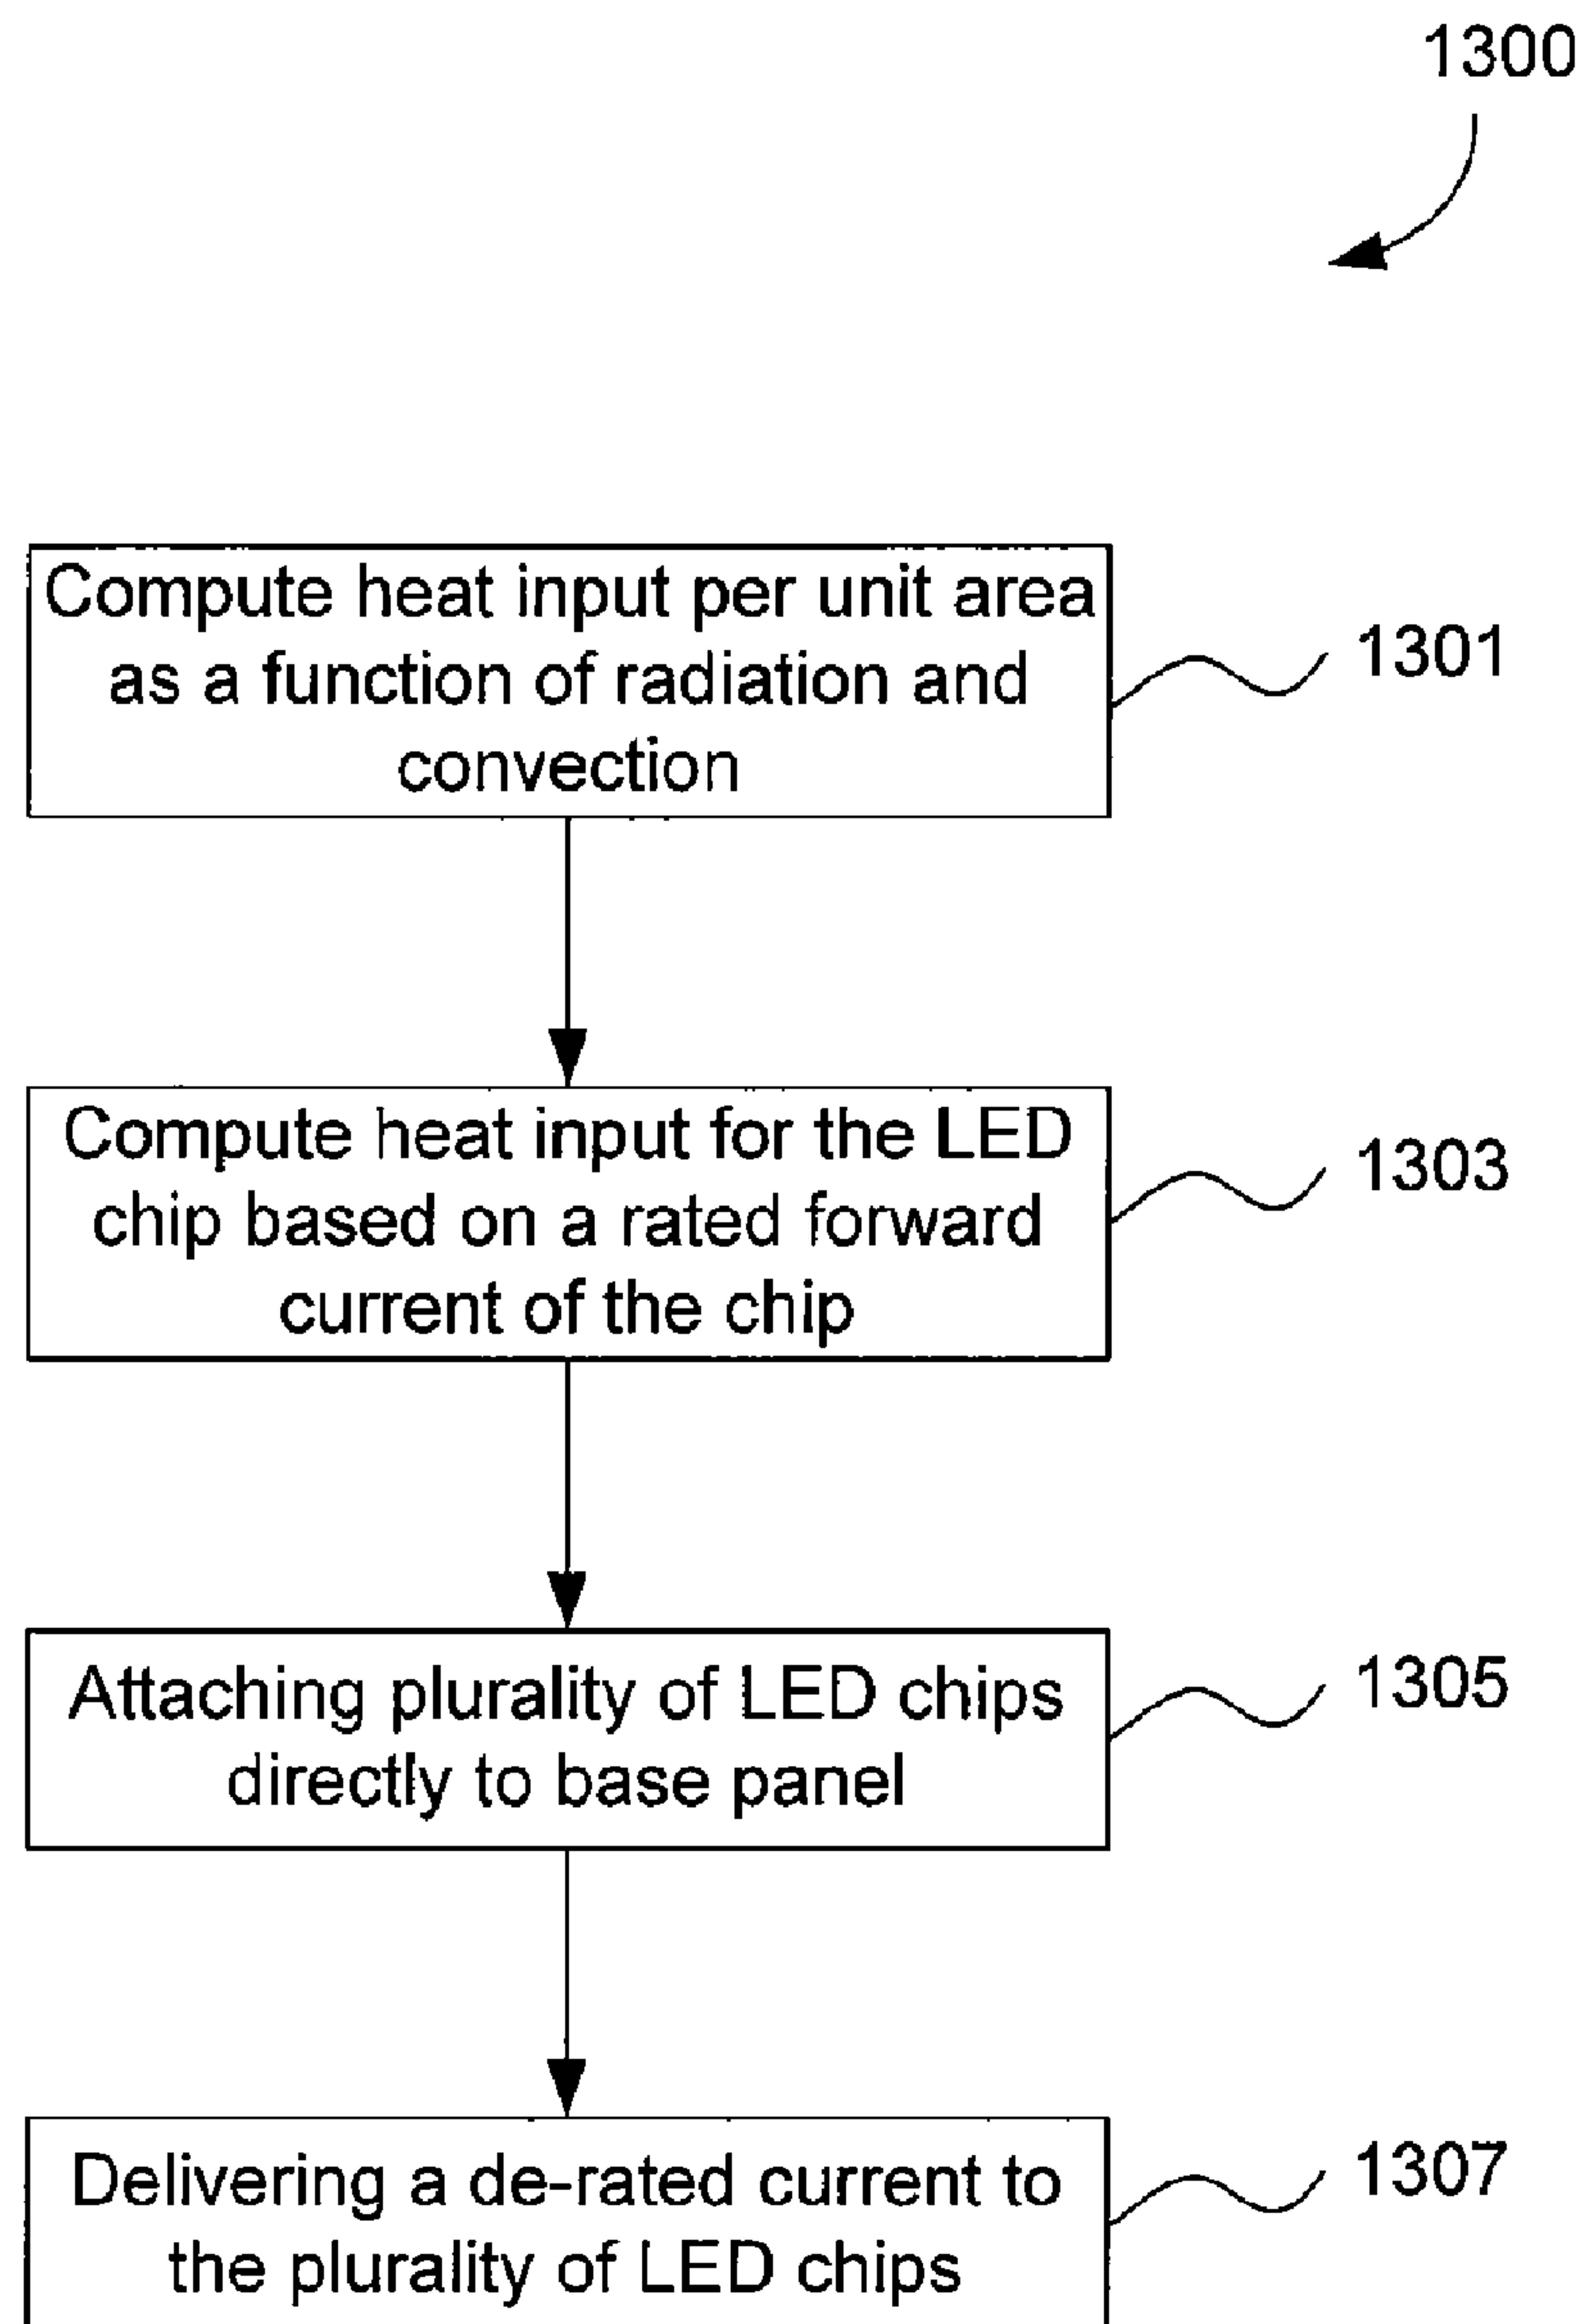 1300
Compute heat input per unit area
as a function of radiation and
convection
1301
Compute heat input for the LED
chip based on a rated forward
current of the chip
1303
Attaching plurality of LED chips
directly to base panel
1305
Delivering a de-rated current to
the plurality of LED chips
1307